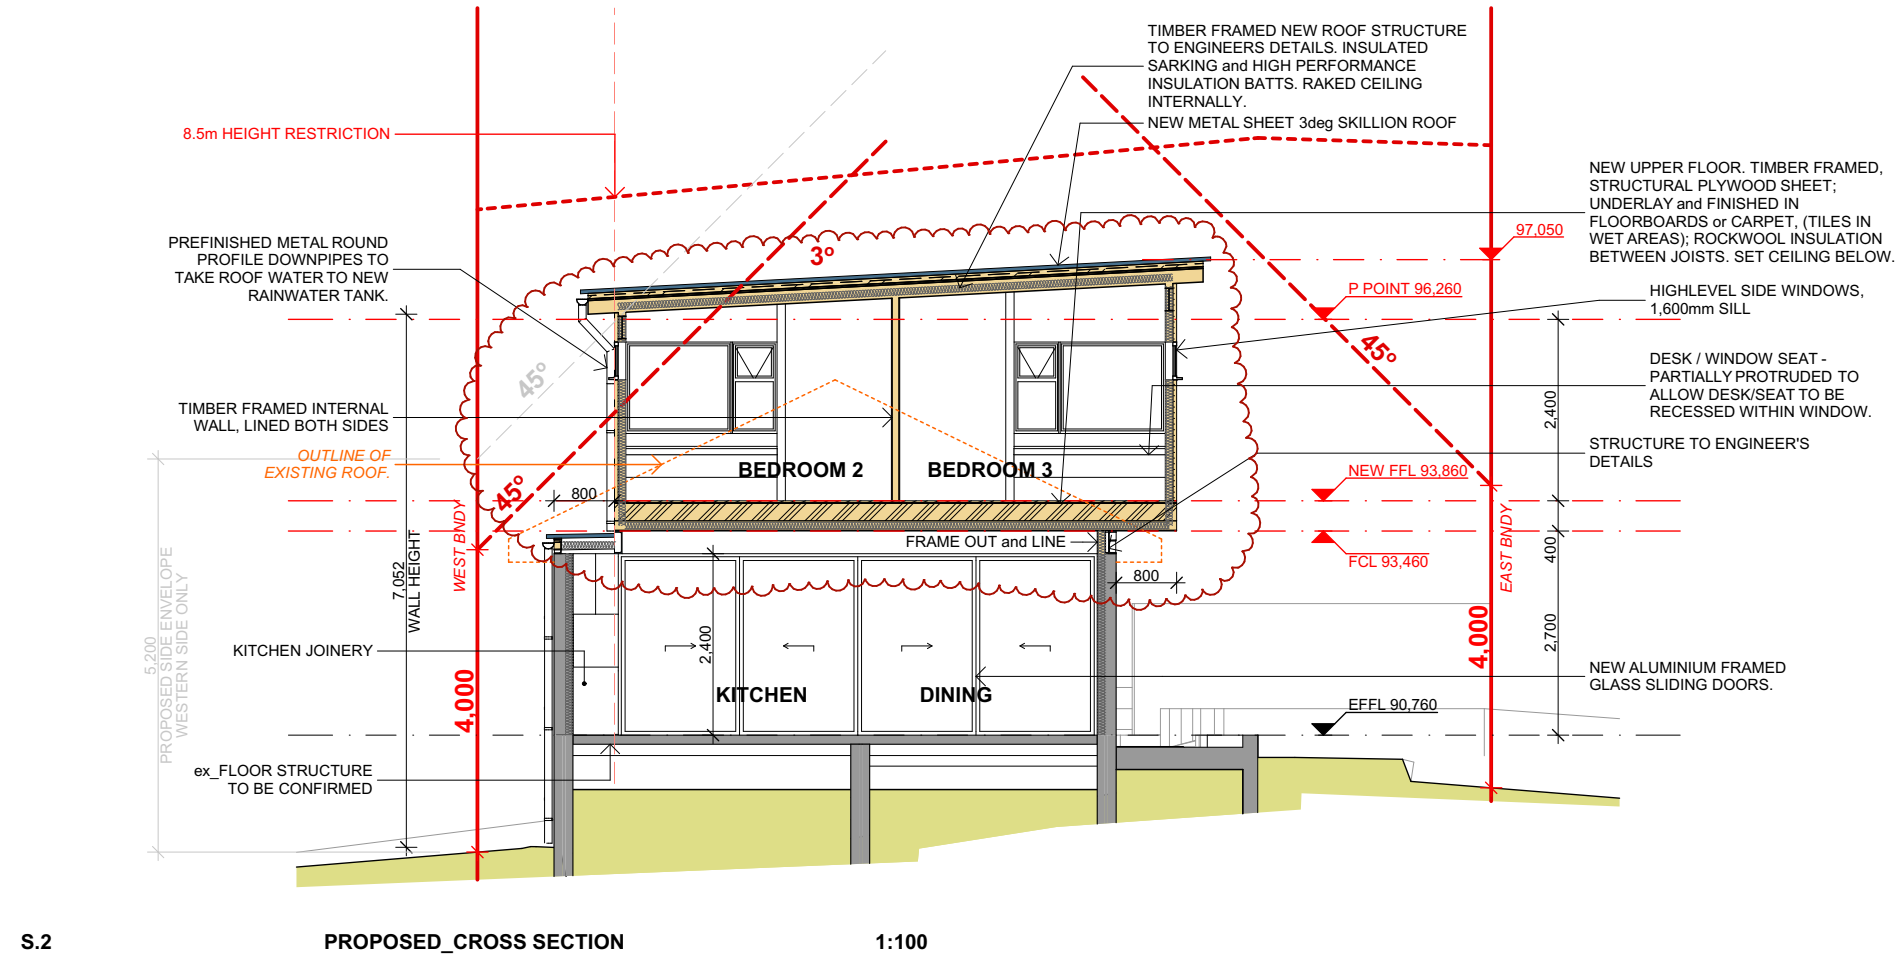 TIMBER FRAMED NEW ROOF STRUCTURE
TO ENGINEERS DETAILS. INSULATED
SARKING and HIGH PERFORMANCE
INSULATION BATTS. RAKED CEILING
INTERNALLY.
NEW METAL SHEET 3deg SKILLION ROOF
8.5m HEIGHT RESTRICTION
NEW UPPER FLOOR. TIMBER FRAMED,
STRUCTURAL PLYWOOD SHEET;
UNDERLAY and FINISHED IN
FLOORBOARDS or CARPET, (TILES IN
WET AREAS); ROCKWOOL INSULATION
BETWEEN JOISTS. SET CEILING BELOW.
97,050
PREFINISHED METAL ROUND
PROFILE DOWNPIPES TO
TAKE ROOF WATER TO NEW
RAINWATER TANK.
3º
P POINT 96,260
HIGHLEVEL SIDE WINDOWS,
1,600mm SILL
45º
45º
DESK / WINDOW SEAT -
PARTIALLY PROTRUDED TO
ALLOW DESK/SEAT TO BE
RECESSED WITHIN WINDOW.
2,400
TIMBER FRAMED INTERNAL
WALL, LINED BOTH SIDES
STRUCTURE TO ENGINEER'S
DETAILS
OUTLINE OF
EXISTING ROOF.
BEDROOM 2
BEDROOM 3
NEW FFL 93,860
45º
800
WEST BNDY
EAST BNDY
FRAME OUT and LINE
400
FCL 93,460
800
7,052
WALL HEIGHT
5,200
PROPOSED SIDE ENVELOPE
WESTERN SIDE ONLY
KITCHEN JOINERY
2,400
4,000
2,700
NEW ALUMINIUM FRAMED
GLASS SLIDING DOORS.
KITCHEN
DINING
4,000
EFFL 90,760
ex_FLOOR STRUCTURE
TO BE CONFIRMED
S.2
PROPOSED_CROSS SECTION
1:100